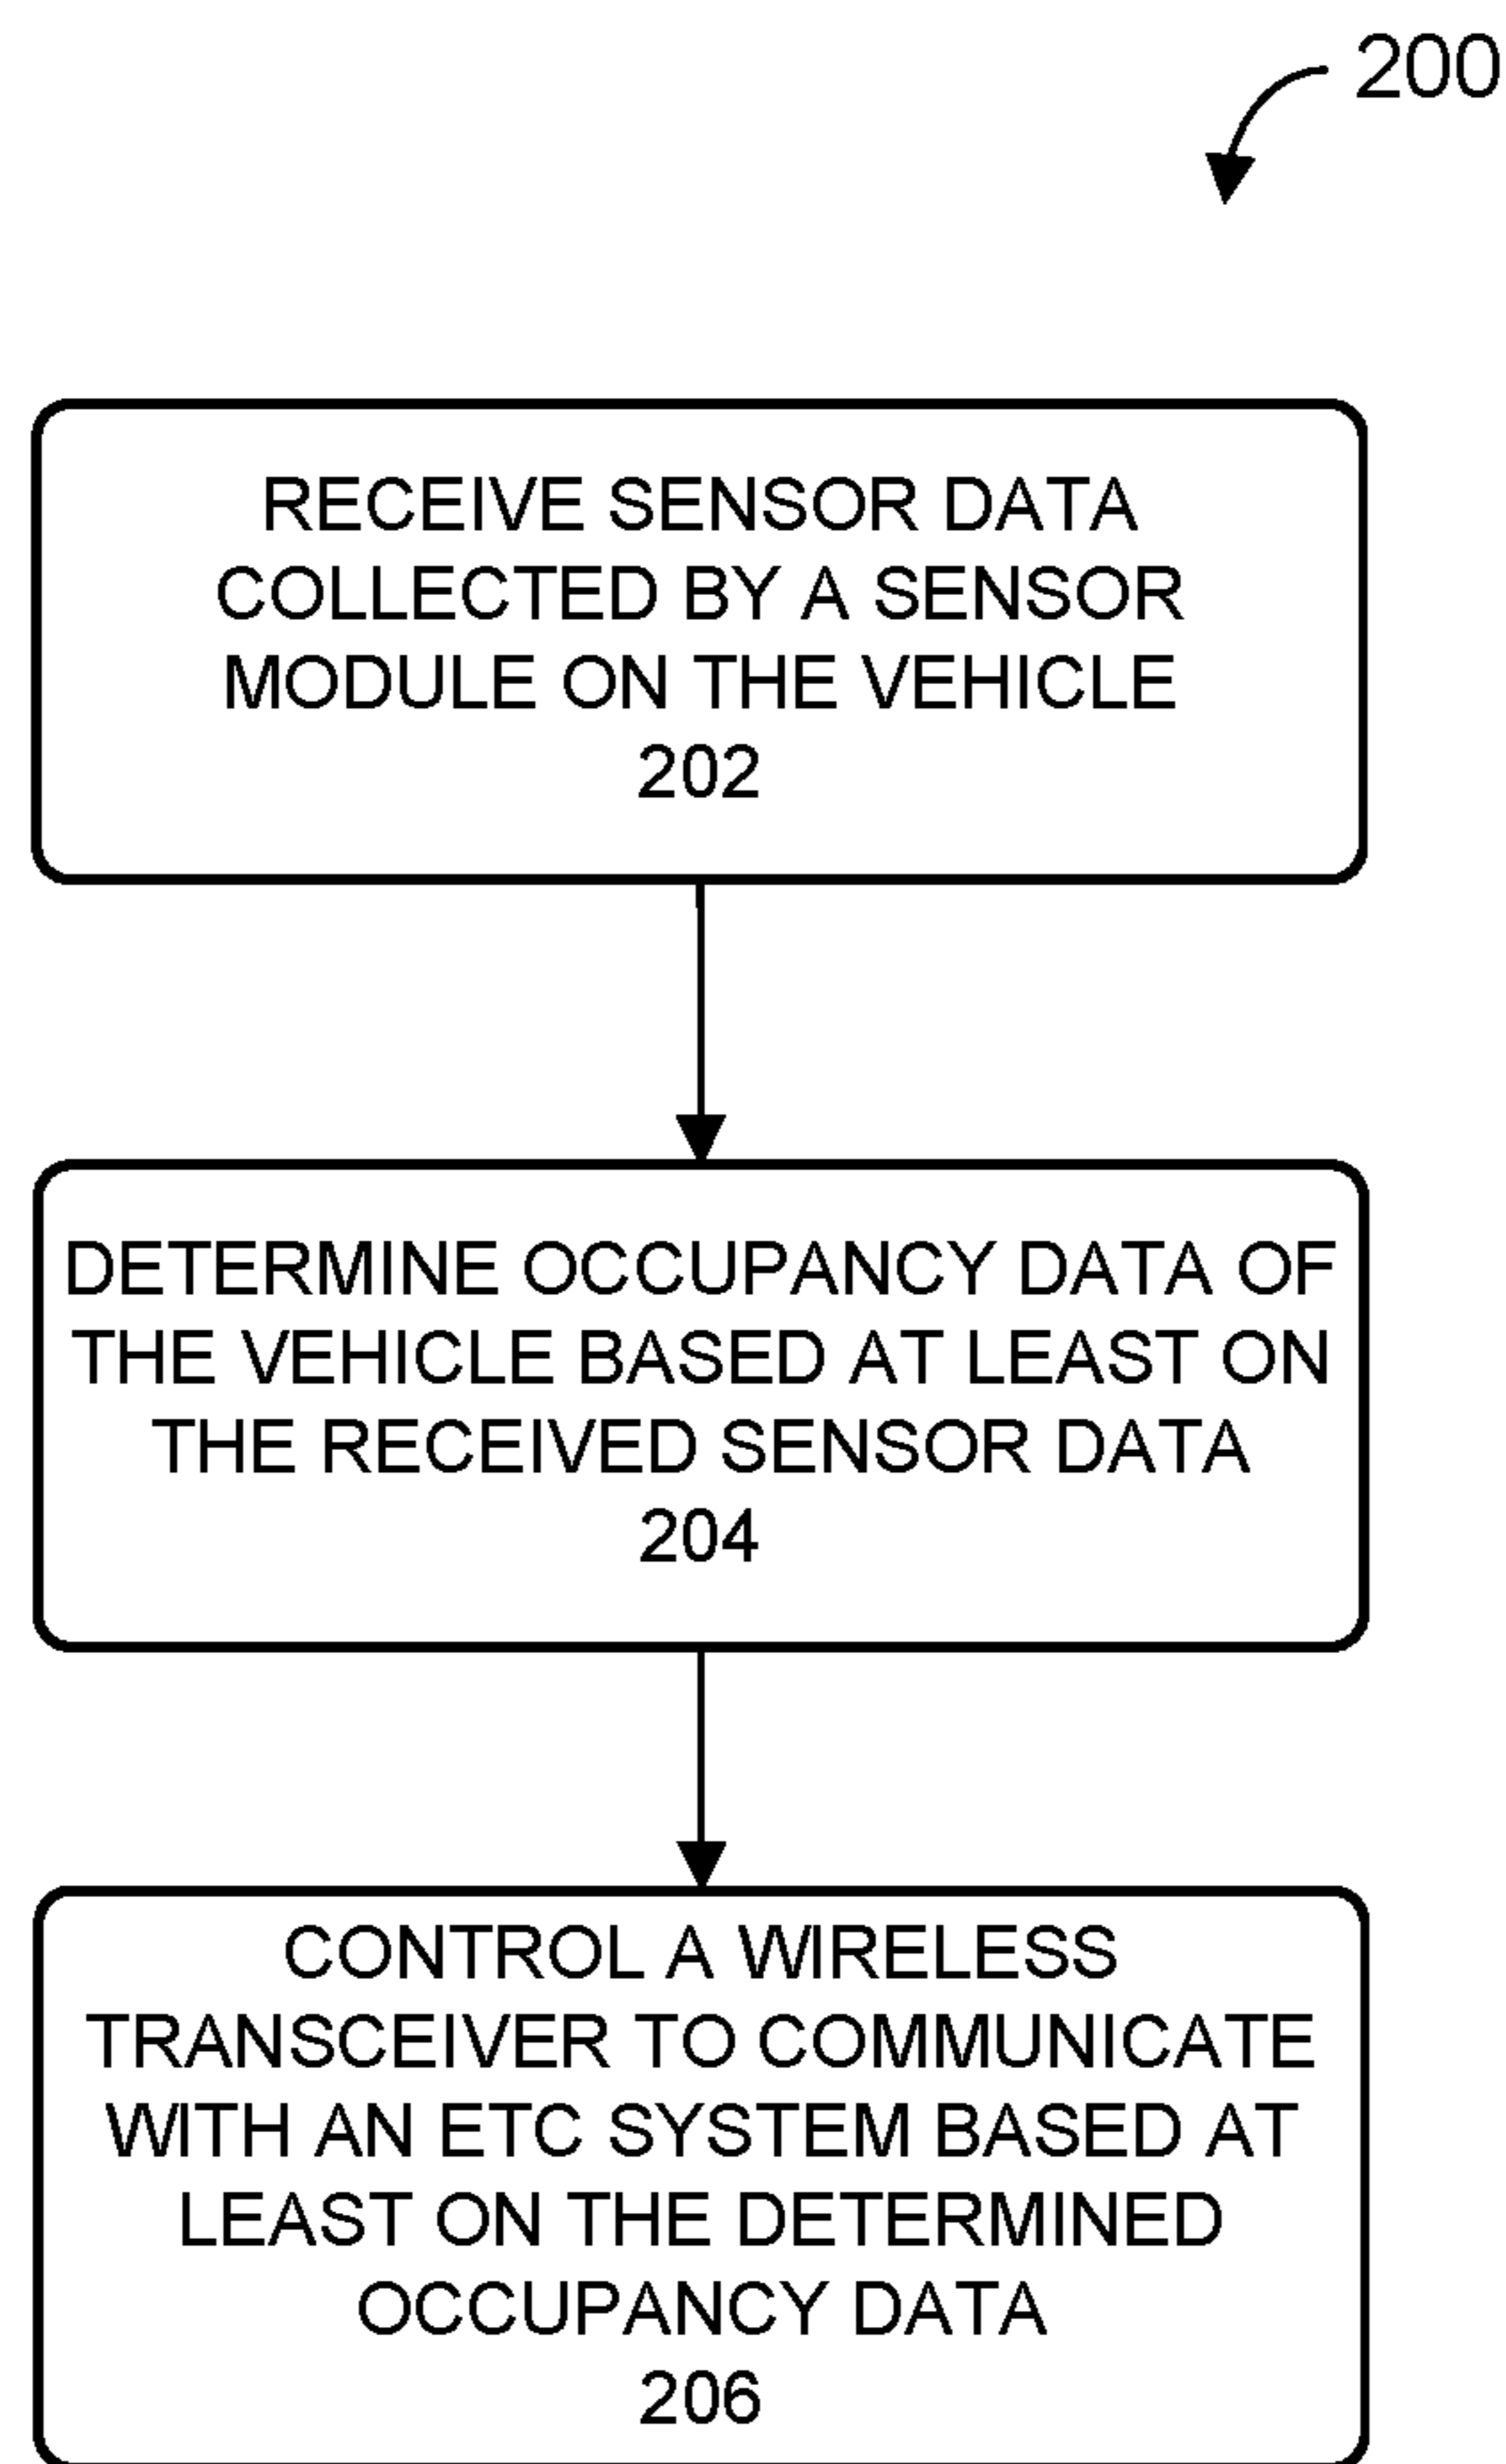 200
RECEIVE SENSOR DATA
COLLECTED BY A SENSOR
MODULE ON THE VEHICLE
202
DETERMINE OCCUPANCY DATA OF
THE VEHICLE BASED AT LEAST ON
THE RECEIVED SENSOR DATA
204
CONTROL A WIRELESS
TRANSCEIVER TO COMMUNICATE
WITH AN ETC SYSTEM BASED AT
LEAST ON THE DETERMINED
OCCUPANCY DATA
206